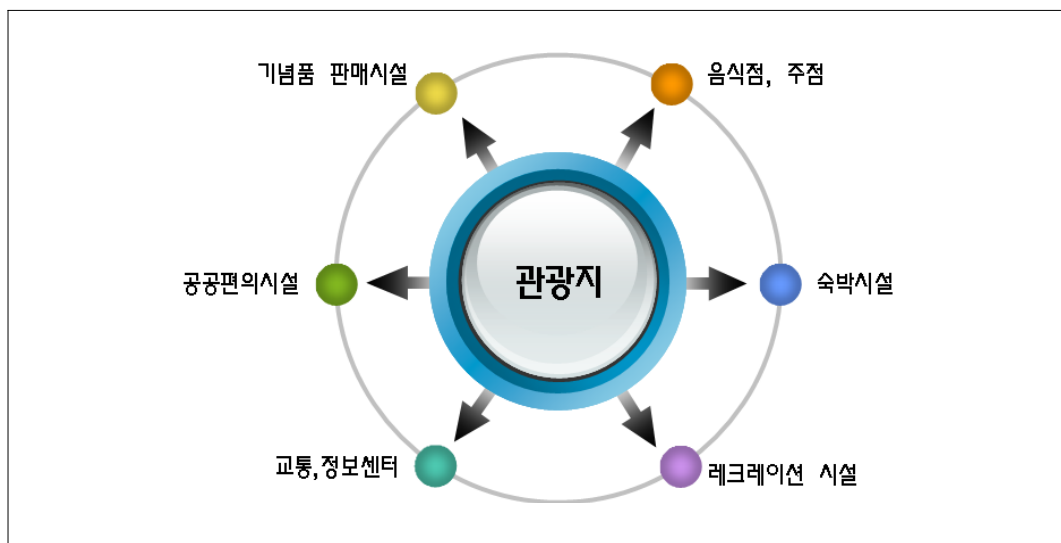 기념품 판매시설
음식점, 주점
공공편의시설
관광지
숙박시설
교통,정보센터
레크레이션 시설